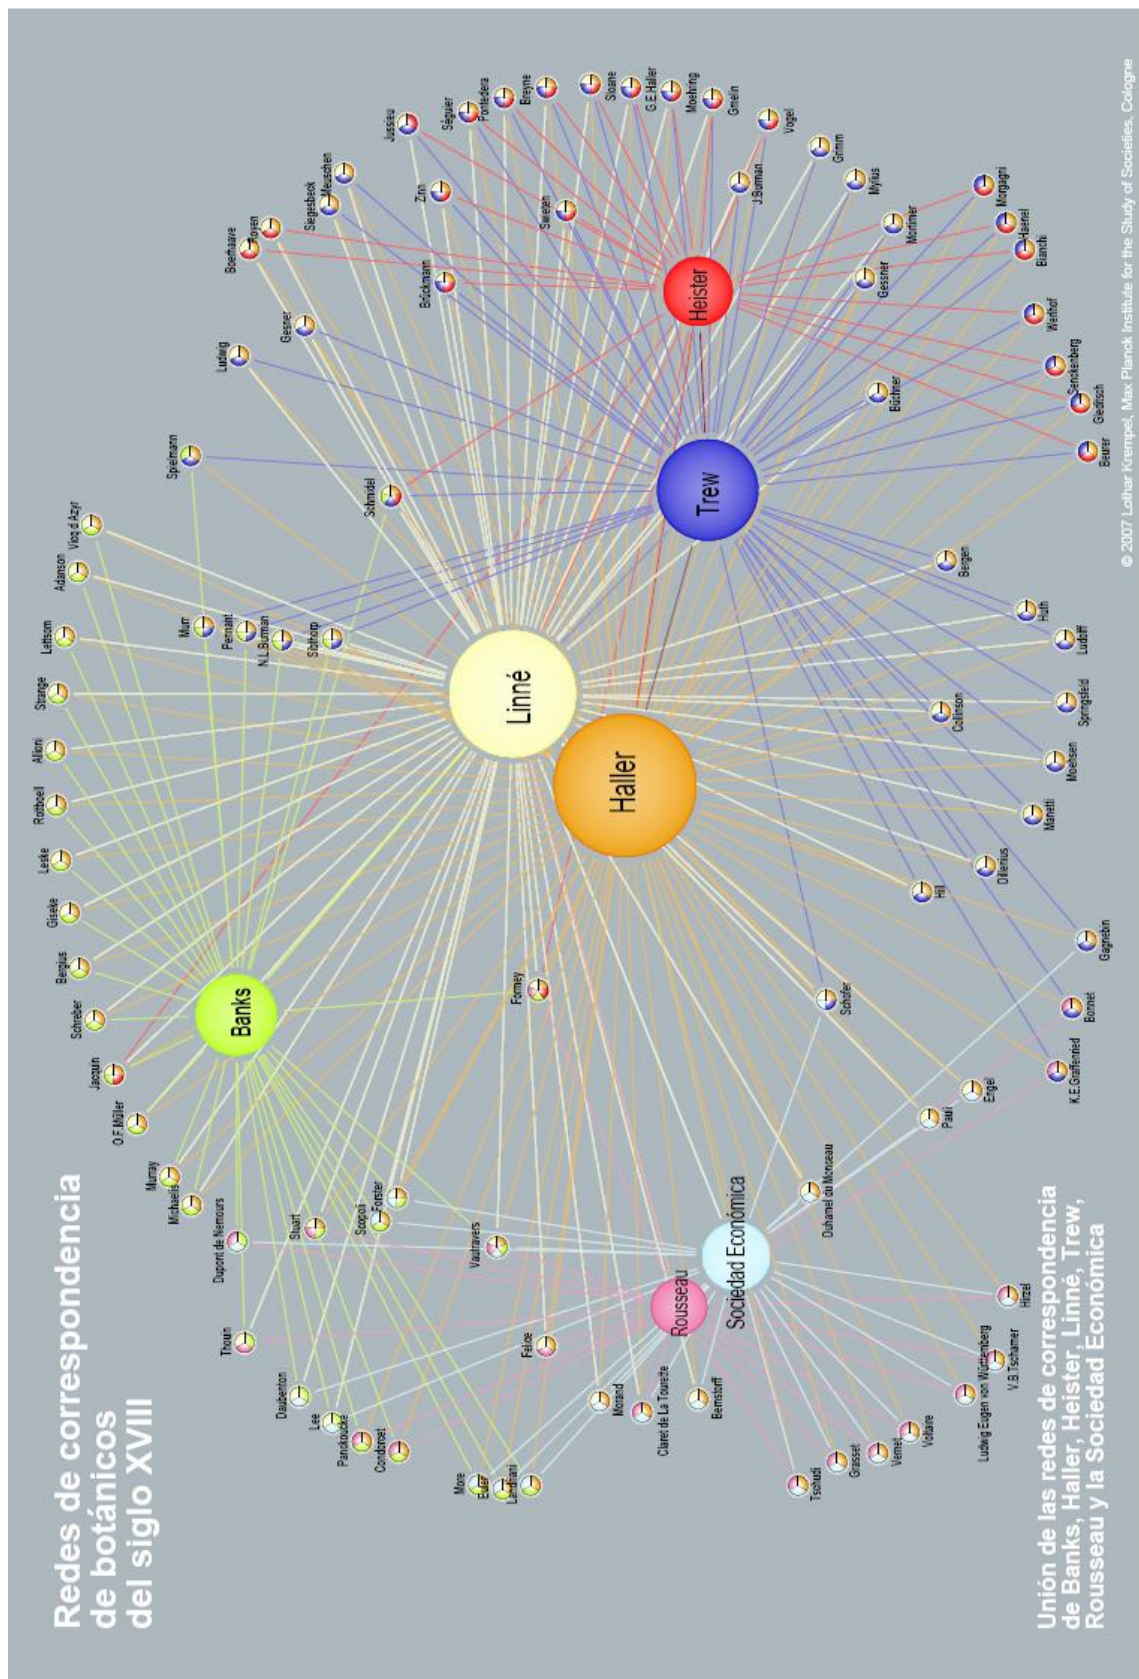 Redes de correspondencia
de botánicos
del siglo XVIII
Unión de las redes de correspondencia
de Banks, Haller, Heister, Linné, Trew,
Rousseau y la Sociedad Económica
© 2007 Lothar Krempel, Max Planck Institute for the Study of Societies, Cologne
Linné
Haller
Trew
Heister
Banks
Rousseau
Sociedad Económica
Daubenton
Lee
Panckoucke
Condorcet
More
Euler
Landriani
Thouin
Dupont de Nemours
Stuart
Scopoli
Forster
Vautravers
Felice
Morand
Claret de La Tourette
Bernstorff
Tschudi
Grasset
Vernet
Voltaire
Ludwig Eugen von Württemberg
V.B.Tscharner
Hirzel
Duhamel du Monceau
Pauli
Engel
K.E.Graffenried
Bonnet
Gagnebin
Schofer
Formey
Michaelis
Murray
O.F.Müller
Jacquin
Schreber
Bergius
Giseke
Leske
Rottboell
Allioni
Strange
Lettsom
Adanson
Vicq d Azyr
Spielmann
Murr
Pennant
N.L.Burman
Sibthorp
Schmidel
Ludwig
Gesner
Boerhaave
Royen
Siegesbeck
Meuschen
Jussieu
Zinn
Brückmann
Séguier
Pontedera
Breyne
Sweten
Sloane
G.E.Haller
Moehring
Gmelin
Vogel
J.Burman
Grimm
Mylius
Mortimer
Gessner
Morgagni
Haenel
Bianchi
Werlhof
Senckenberg
Gleditsch
Beurer
Büchner
Bergen
Huth
Ludolff
Collinson
Springsfeld
Moehsen
Manetti
Dillenius
Hill